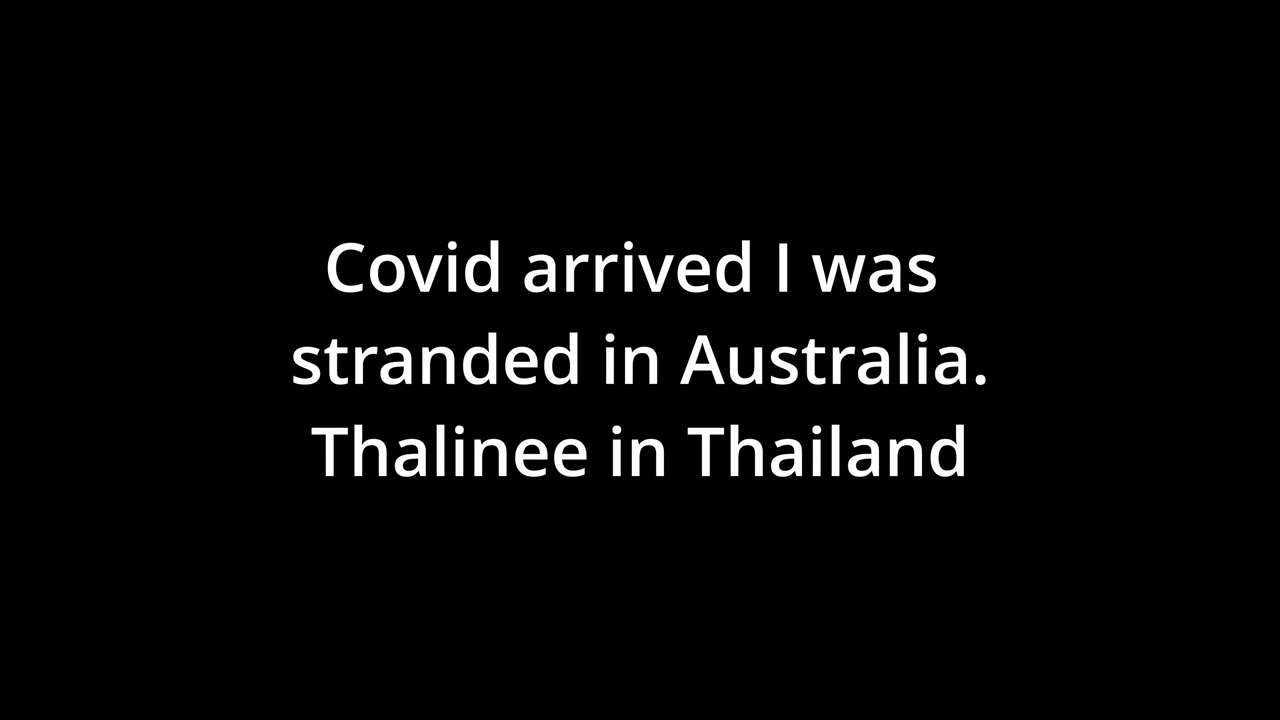 Covid arrived I was
stranded in Australia.
Thalinee in Thailand